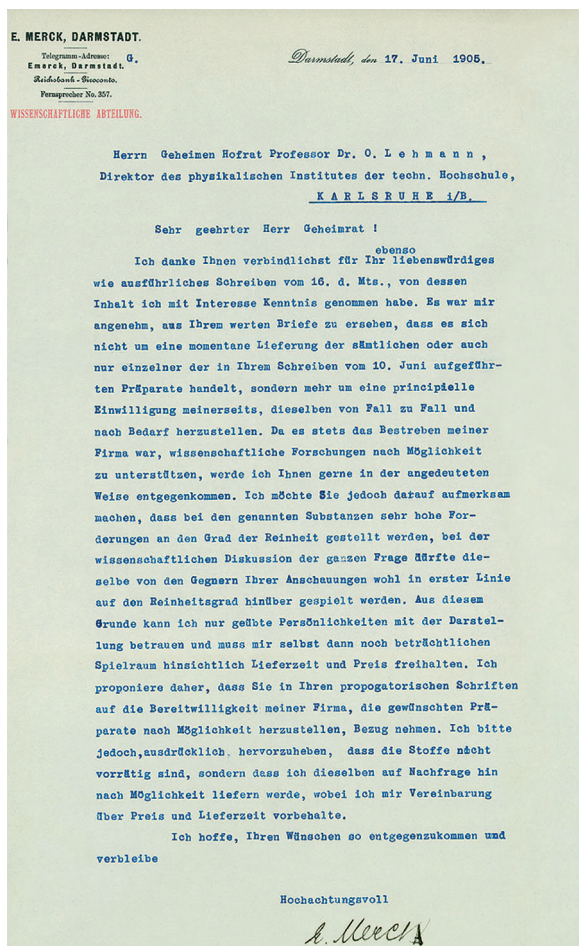 E. MERCK, DARMSTADT.
Telegramm-Adresse: G.
Emerck, Darmstadt.
Reichsbank-Giroconto.
Fernsprecher No. 357.
WISSENSCHAFTLICHE ABTEILUNG.
Darmstadt, den 17. Juni 1905.
Herrn Geheimen Hofrat Professor Dr. O. Lehmann,
Direktor des physikalischen Institutes der techn. Hochschule,
KARLSRUHE i/B.
Sehr geehrter Herr Geheimrat !
ebenso
Ich danke Ihnen verbindlichst für Ihr liebenswürdiges
wie ausführliches Schreiben vom 16. d. Mts., von dessen
Inhalt ich mit Interesse Kenntnis genommen habe. Es war mir
angenehm, aus Ihrem werten Briefe zu ersehen, dass es sich
nicht um eine momentane Lieferung der sämtlichen oder auch
nur einzelner der in Ihrem Schreiben vom 10. Juni aufgeführ-
ten Präparate handelt, sondern mehr um eine principielle
Einwilligung meinerseits, dieselben von Fall zu Fall und
nach Bedarf herzustellen. Da es stets das Bestreben meiner
Firma war, wissenschaftliche Forschungen nach Möglichkeit
zu unterstützen, werde ich Ihnen gerne in der angedeuteten
Weise entgegenkommen. Ich möchte Sie jedoch darauf aufmerksam
machen, dass bei den genannten Substanzen sehr hohe For-
derungen an den Grad der Reinheit gestellt werden, bei der
wissenschaftlichen Diskussion der ganzen Frage dürfte die-
selbe von den Gegnern Ihrer Anschauungen wohl in erster Linie
auf den Reinheitsgrad hinüber gespielt werden. Aus diesem
Grunde kann ich nur geübte Persönlichkeiten mit der Darstel-
lung betrauen und muss mir selbst dann noch beträchtlichen
Spielraum hinsichtlich Lieferzeit und Preis freihalten. Ich
proponiere daher, dass Sie in Ihren propogatorischen Schriften
auf die Bereitwilligkeit meiner Firma, die gewünschten Prä-
parate nach Möglichkeit herzustellen, Bezug nehmen. Ich bitte
jedoch,ausdrücklich hervorzuheben, dass die Stoffe nicht
vorrätig sind, sondern dass ich dieselben auf Nachfrage hin
nach Möglichkeit liefern werde, wobei ich mir Vereinbarung
über Preis und Lieferzeit vorbehalte.
Ich hoffe, Ihren Wünschen so entgegenzukommen und
verbleibe
Hochachtungsvoll
E. Merck